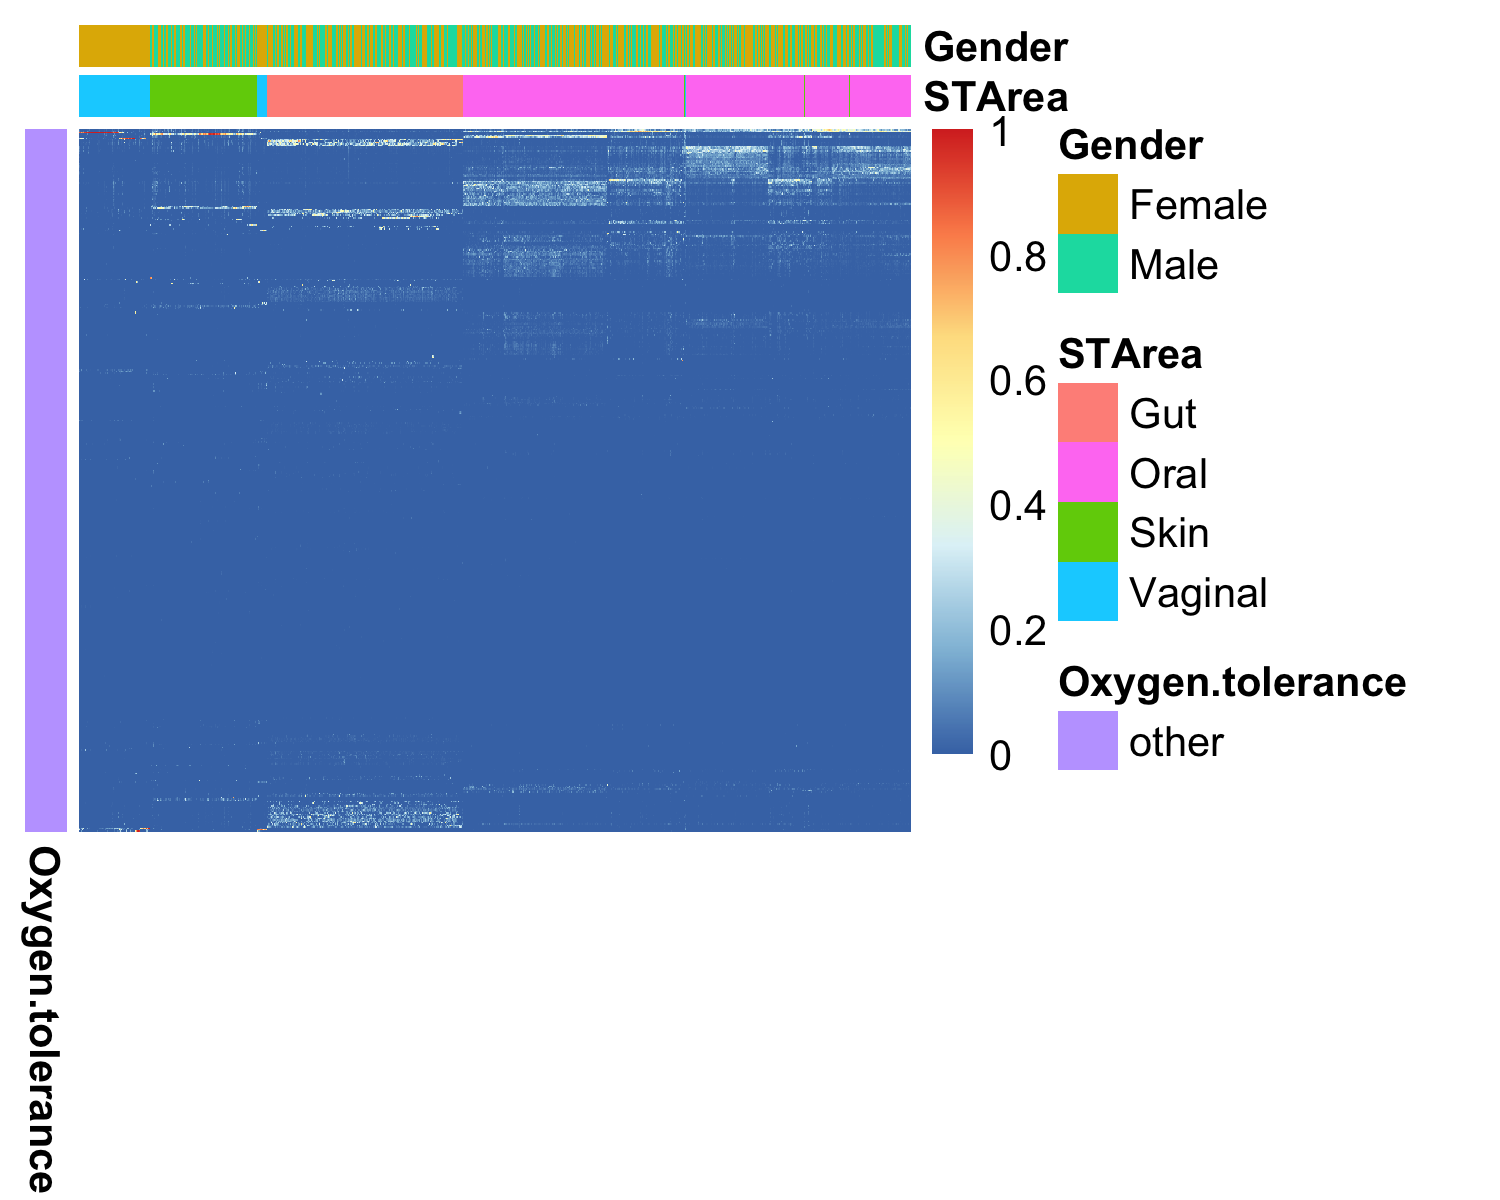 Gender
STArea
1
0.8
0.6
0.4
0.2
0
Gender
Female
Male
STArea
Gut
Oral
Skin
Vaginal
Oxygen.tolerance
other
Oxygen.tolerance